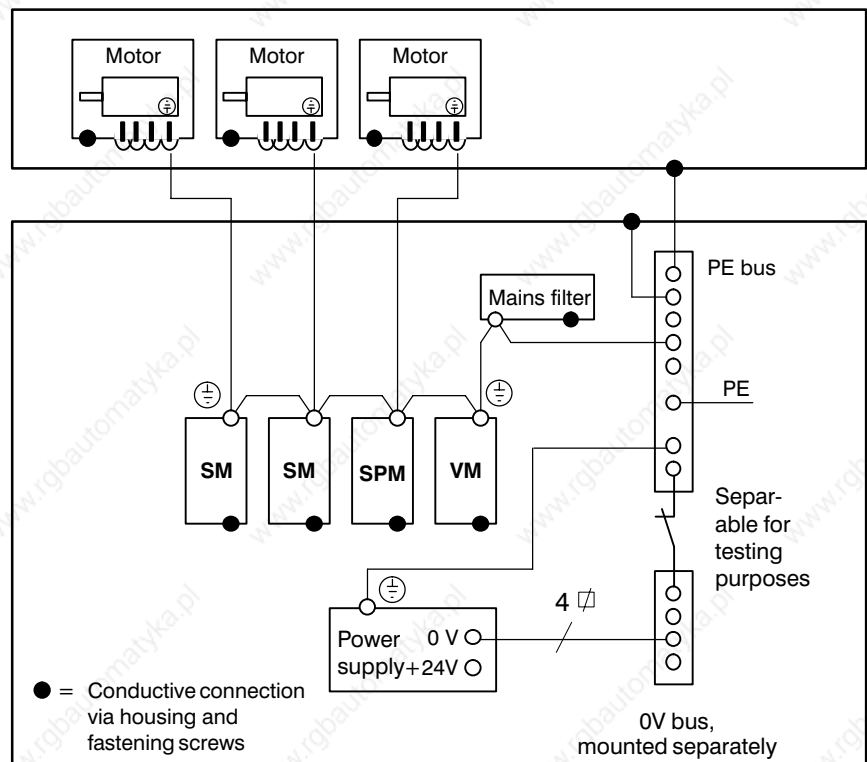 Motor
Motor
Motor
PE bus
Mains filter
PE
SM
SM
SPM
VM
Separ-
able for
testing
purposes
4
Power
supply
0 V
+24V
● = Conductive connection
via housing and
fastening screws
0V bus,
mounted separately
www.rgbautomatyka.pl